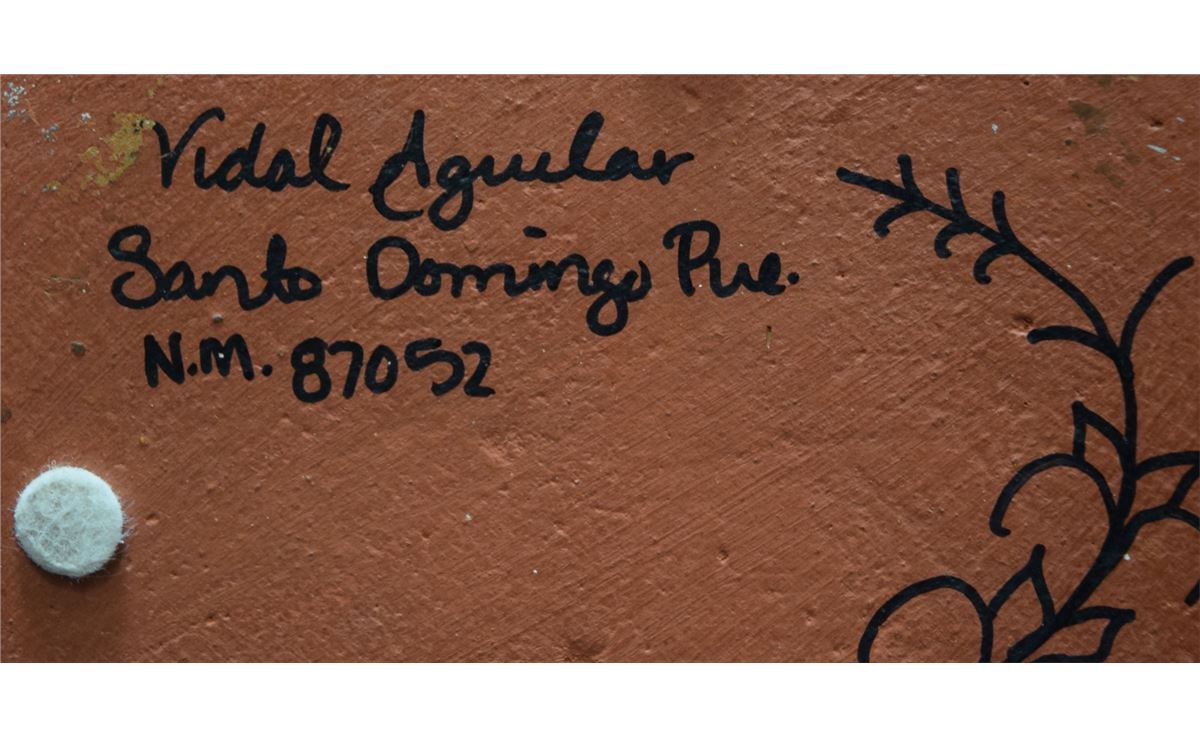 Vidal Aguilar
Santo Domingo Pue.
N.M. 87052